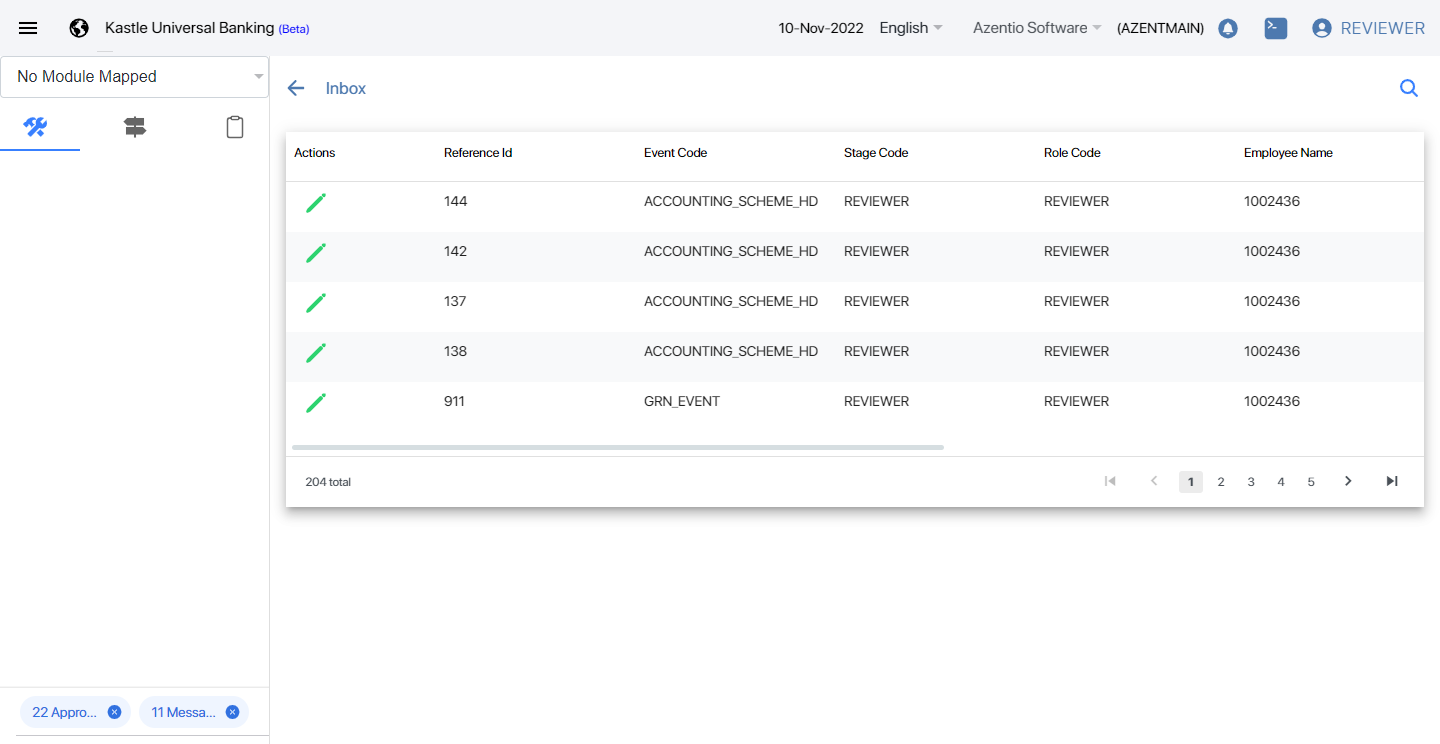 Kastle Universal Banking (Beta) 10-Nov-2022 English Azentio Software (AZENTMAIN) REVIEWER
No Module Mapped
Inbox
Actions Reference Id Event Code Stage Code Role Code Employee Name
144 ACCOUNTING_SCHEME_HD REVIEWER REVIEWER 1002436
142 ACCOUNTING_SCHEME_HD REVIEWER REVIEWER 1002436
137 ACCOUNTING_SCHEME_HD REVIEWER REVIEWER 1002436
138 ACCOUNTING_SCHEME_HD REVIEWER REVIEWER 1002436
911 GRN_EVENT REVIEWER REVIEWER 1002436
204 total 1 2 3 4 5
22 Appro... 11 Messa...